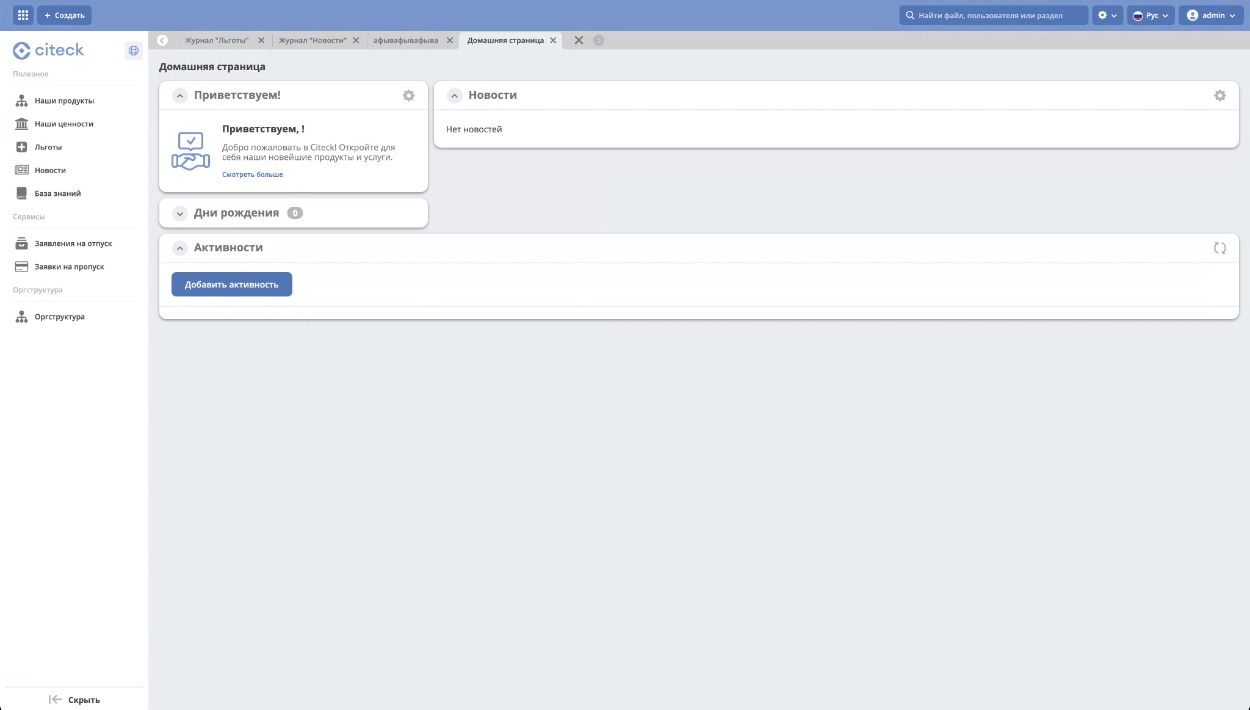 + Создать
Найти файл, пользователя или раздел
Рус
admin
citeck
Журнал "Льготы"
Журнал "Новости"
афывафывафыва
Домашняя страница
Полезное
Наши продукты
Наши ценности
Льготы
Новости
База знаний
Сервисы
Заявления на отпуск
Заявки на пропуск
Оргструктура
Оргструктура
Скрыть
Домашняя страница
Приветствуем!
Приветствуем, !
Добро пожаловать в Citeck! Откройте для
себя наши новейшие продукты и услуги.
Смотреть больше
Новости
Нет новостей
Дни рождения 0
Активности
Добавить активность